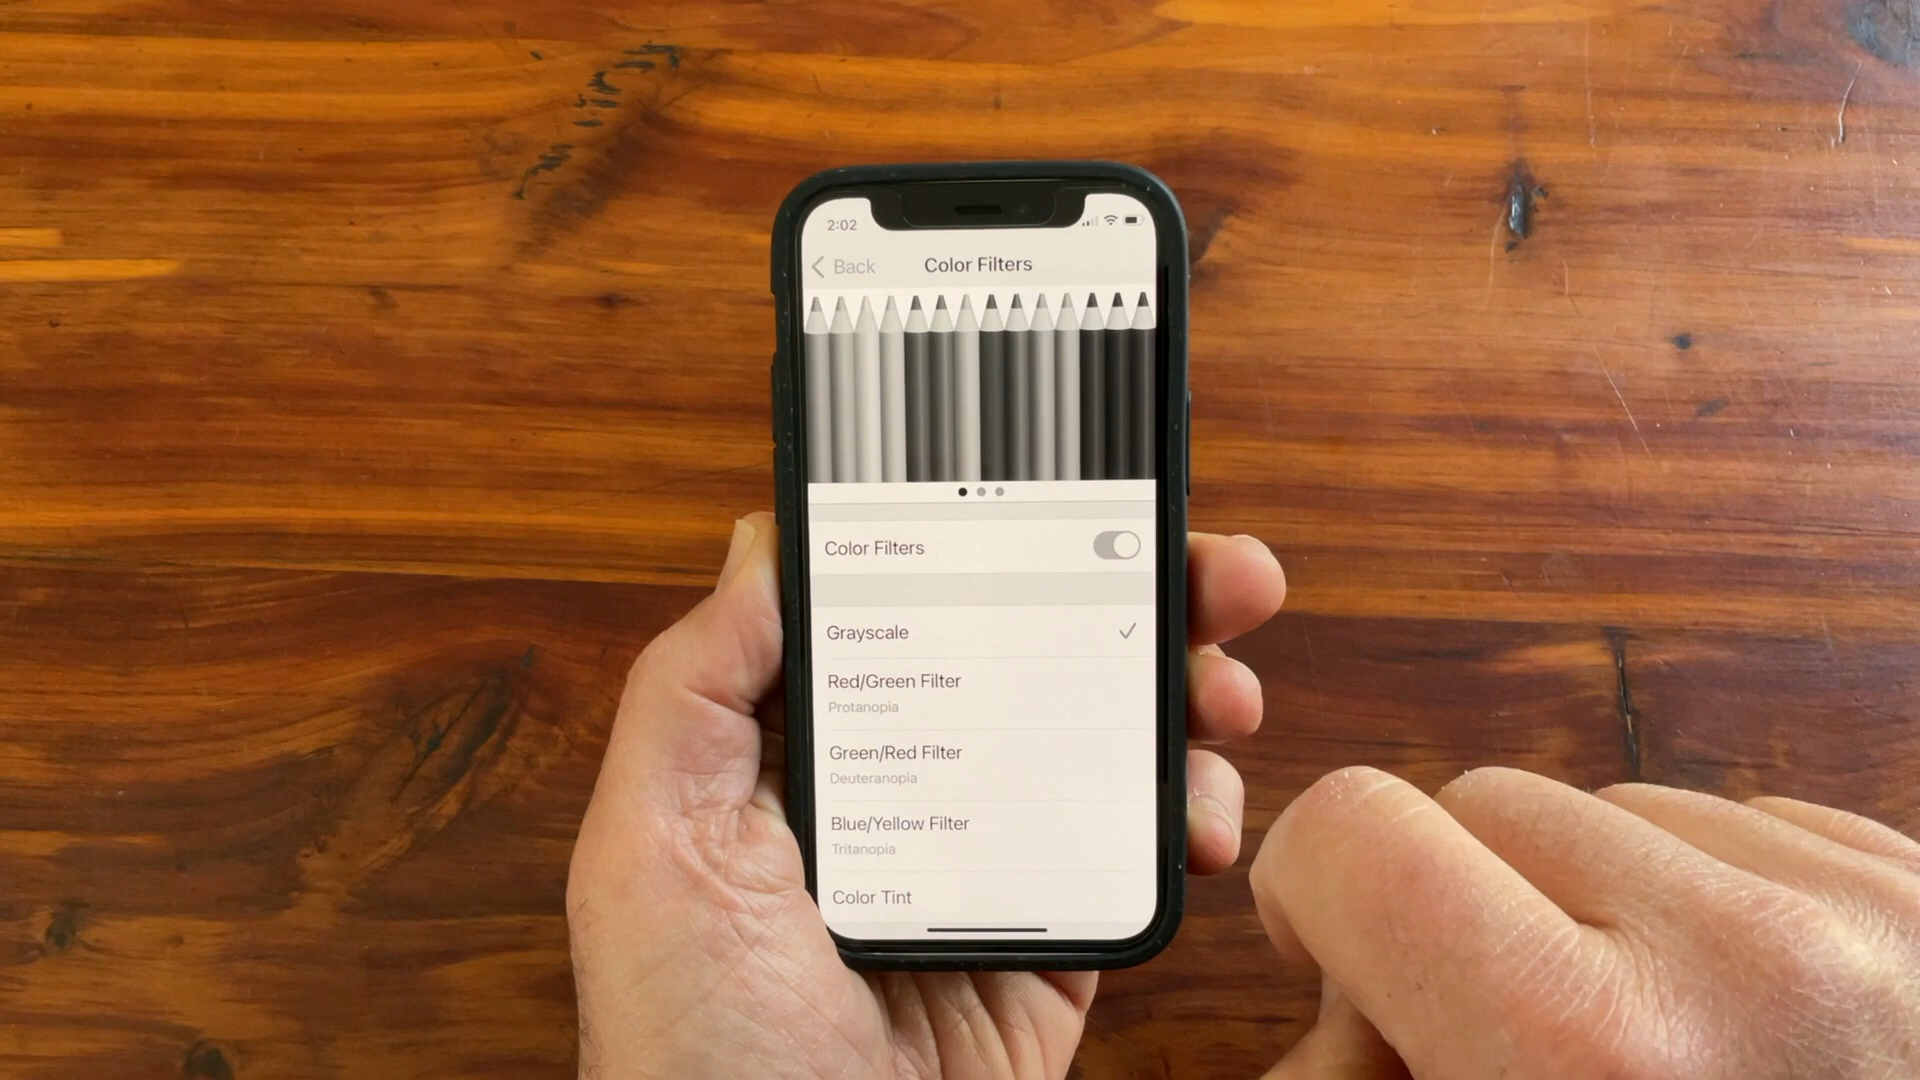 2:02
Back
Color Filters
Color Filters
Grayscale
Red/Green Filter
Protanopia
Green/Red Filter
Deuteranopia
Blue/Yellow Filter
Tritanopia
Color Tint